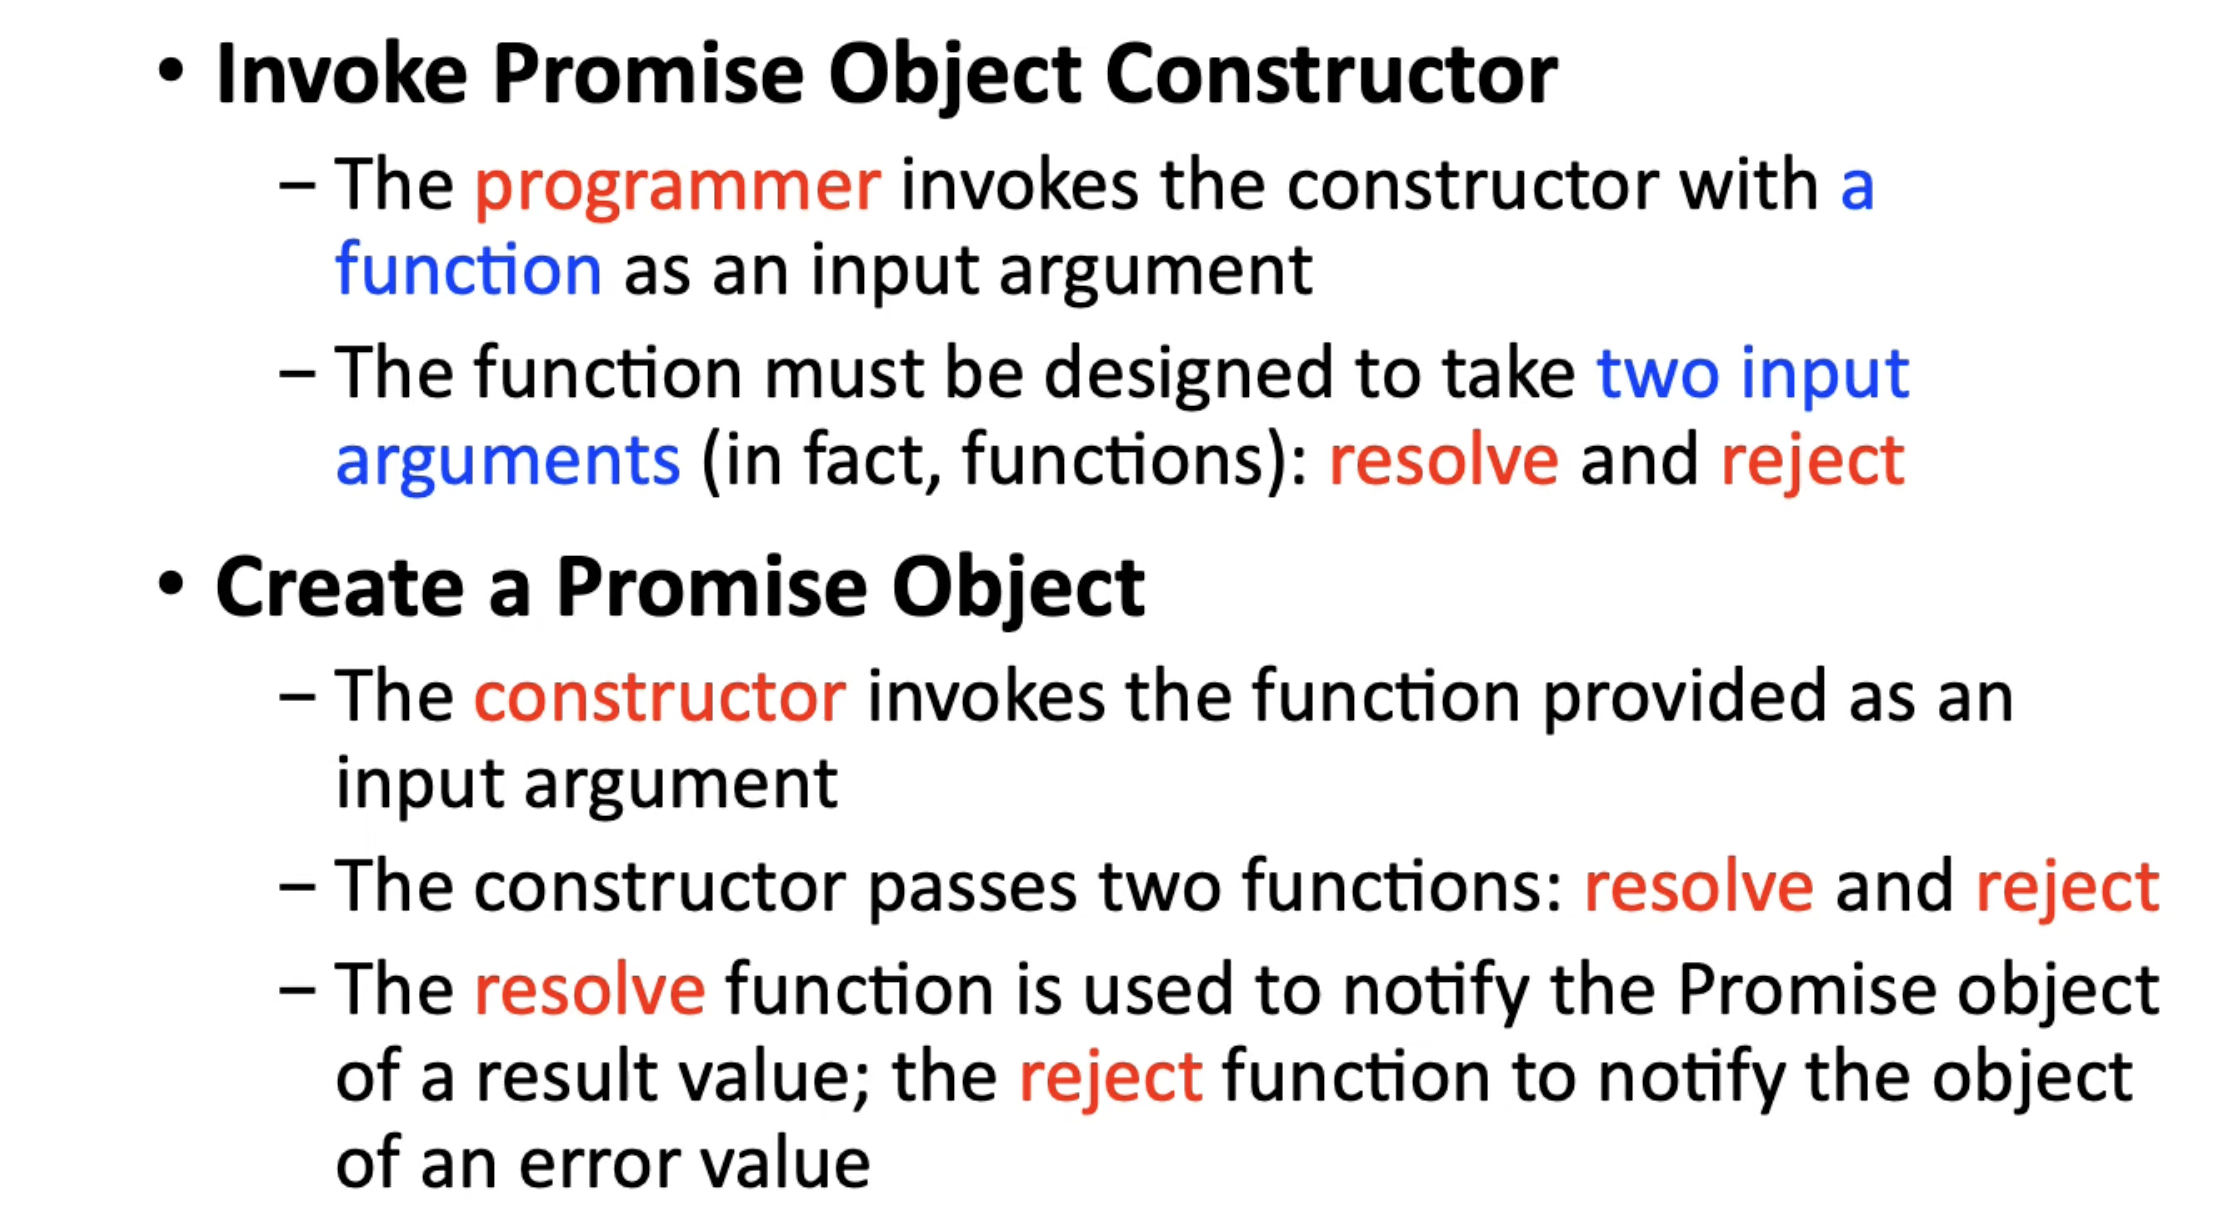 • Invoke Promise Object Constructor
– The programmer invokes the constructor with a
function as an input argument
– The function must be designed to take two input
arguments (in fact, functions): resolve and reject
• Create a Promise Object
– The constructor invokes the function provided as an
input argument
– The constructor passes two functions: resolve and reject
– The resolve function is used to notify the Promise object
of a result value; the reject function to notify the object
of an error value